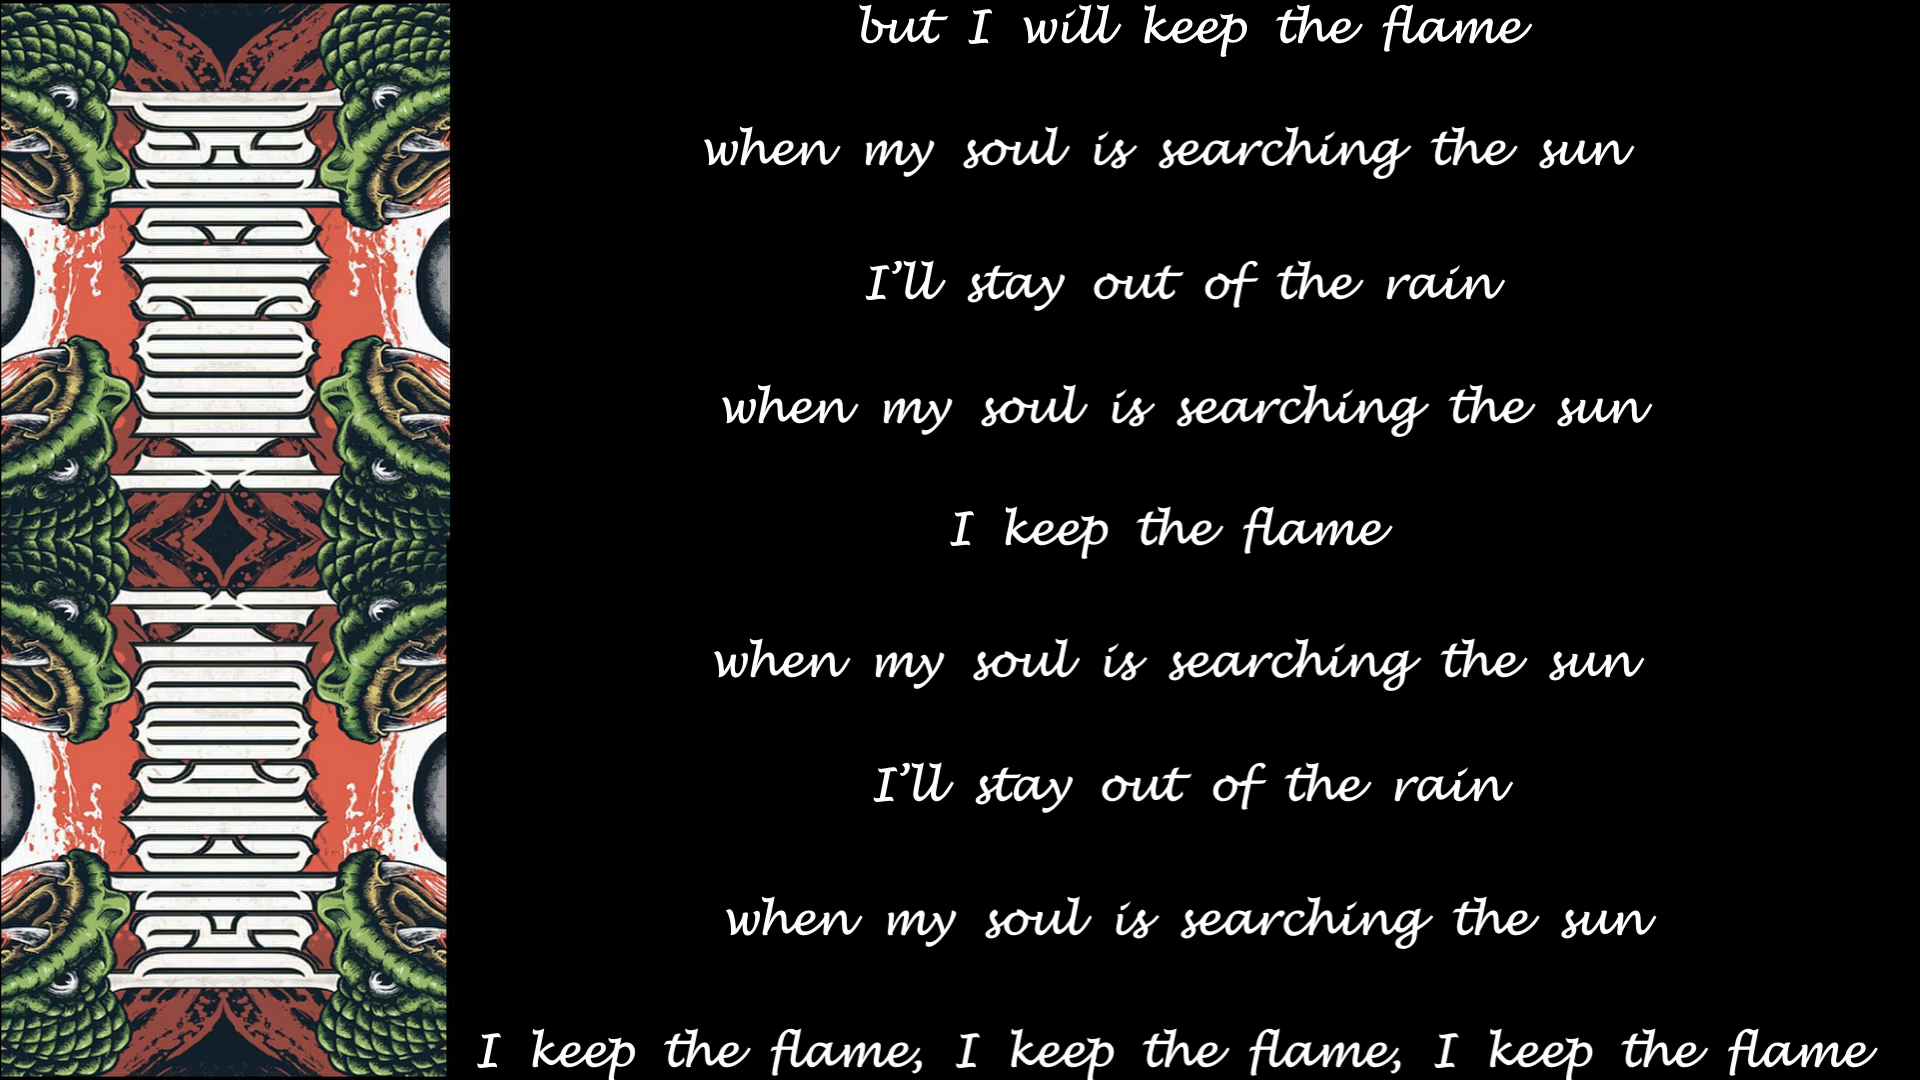 but I will keep the flame
when my soul is searching the sun
I'll stay out of the rain
when my soul is searching the sun
I keep the flame
when my soul is searching the sun
I'll stay out of the rain
when my soul is searching the sun
I keep the flame, I keep the flame, I keep the flame